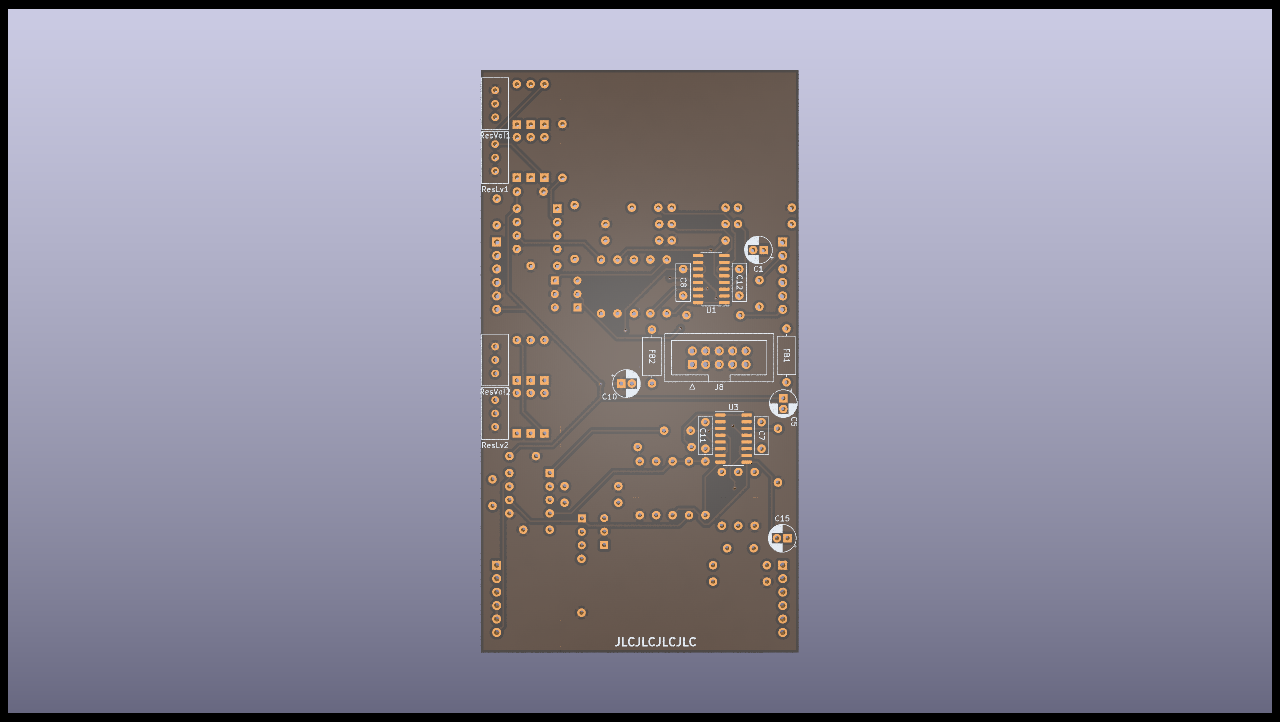 ResVol1
ResLv1
C1
C8
C12
U1
FB2
FB1
J8
ResVol2
C10
C5
U3
C11
C7
ResLv2
C15
JLCJLCJLCJLC